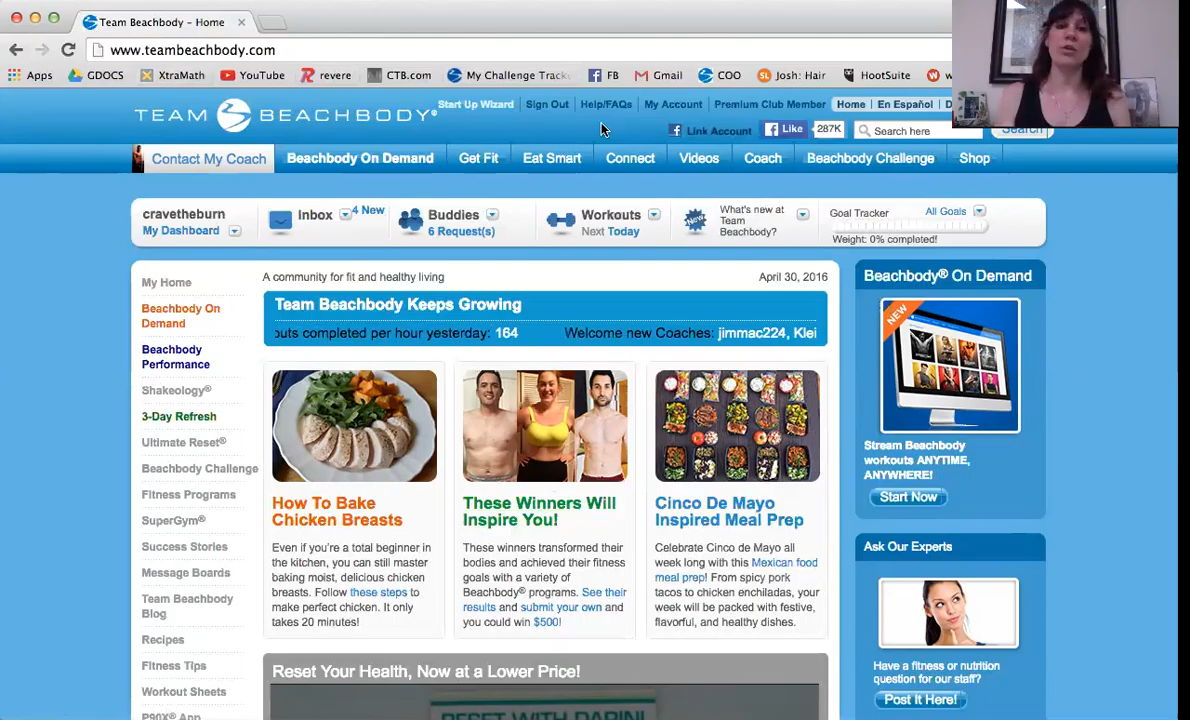 Team Beachbody - Home
www.teambeachbody.com
Apps GDOCS XtraMath YouTube revere CTB.com My Challenge Track FB Gmail COO Josh: Hair HootSuite
TEAM BEACHBODY®
Start Up Wizard Sign Out Help/FAQs My Account Premium Club Member Home En Español
Link Account Like 287K Search here Search
Contact My Coach Beachbody On Demand Get Fit Eat Smart Connect Videos Coach Beachbody Challenge Shop
cravetheburn
My Dashboard
Inbox 4 New
Buddies
6 Request(s)
Workouts
Next Today
New
What's new at
Team
Beachbody?
Goal Tracker All Goals
Weight: 0% completed!
My Home
Beachbody On
Demand
Beachbody
Performance
Shakeology®
3-Day Refresh
Ultimate Reset®
Beachbody Challenge
Fitness Programs
SuperGym®
Success Stories
Message Boards
Team Beachbody
Blog
Recipes
Fitness Tips
Workout Sheets
P90X® App
A community for fit and healthy living April 30, 2016
Team Beachbody Keeps Growing
outs completed per hour yesterday: 164 Welcome new Coaches: jimmac224, Klei
How To Bake
Chicken Breasts
Even if you're a total beginner in
the kitchen, you can still master
baking moist, delicious chicken
breasts. Follow these steps to
make perfect chicken. It only
takes 20 minutes!
These Winners Will
Inspire You!
These winners transformed their
bodies and achieved their fitness
goals with a variety of
Beachbody® programs. See their
results and submit your own and
you could win $500!
Cinco De Mayo
Inspired Meal Prep
Celebrate Cinco de Mayo all
week long with this Mexican food
meal prep! From spicy pork
tacos to chicken enchiladas, your
week will be packed with festive,
flavorful, and healthy dishes.
Reset Your Health, Now at a Lower Price!
Beachbody® On Demand
NEW
Stream Beachbody
workouts ANYTIME,
ANYWHERE!
Start Now
Ask Our Experts
Have a fitness or nutrition
question for our staff?
Post It Here!